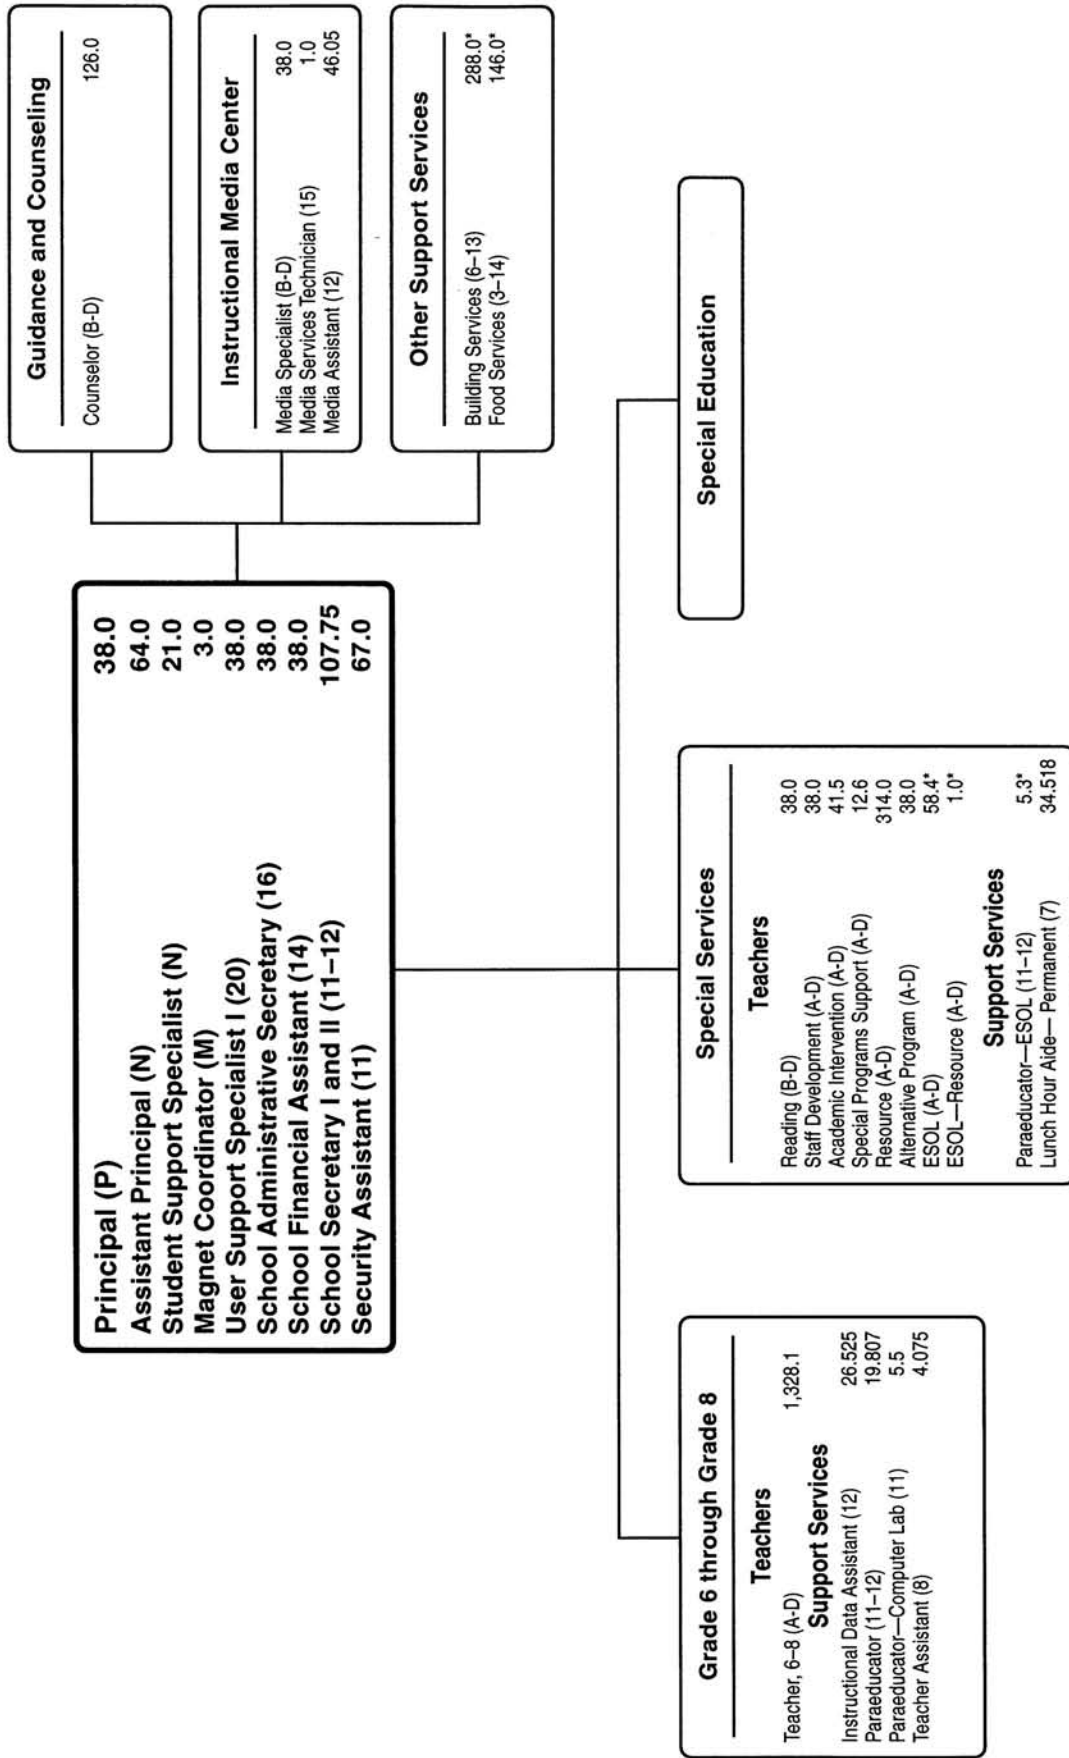 Principal (P) 38.0
Assistant Principal (N) 64.0
Student Support Specialist (N) 21.0
Magnet Coordinator (M) 3.0
User Support Specialist I (20) 38.0
School Administrative Secretary (16) 38.0
School Financial Assistant (14) 38.0
School Secretary I and II (11–12) 107.75
Security Assistant (11) 67.0
Guidance and Counseling
Counselor (B-D) 126.0
Instructional Media Center
Media Specialist (B-D) 38.0
Media Services Technician (15) 1.0
Media Assistant (12) 46.05
Other Support Services
Building Services (6–13) 288.0*
Food Services (3–14) 146.0*
Grade 6 through Grade 8
Teachers
Teacher, 6–8 (A-D) 1,328.1
Support Services
Instructional Data Assistant (12) 26.525
Paraeducator (11–12) 19.807
Paraeducator—Computer Lab (11) 5.5
Teacher Assistant (8) 4.075
Special Services
Teachers
Reading (B-D) 38.0
Staff Development (A-D) 38.0
Academic Intervention (A-D) 41.5
Special Programs Support (A-D) 12.6
Resource (A-D) 314.0
Alternative Program (A-D) 38.0
ESOL (A-D) 58.4*
ESOL—Resource (A-D) 1.0*
Support Services
Paraeducator—ESOL (11–12) 5.3*
Lunch Hour Aide— Permanent (7) 34.518
Special Education